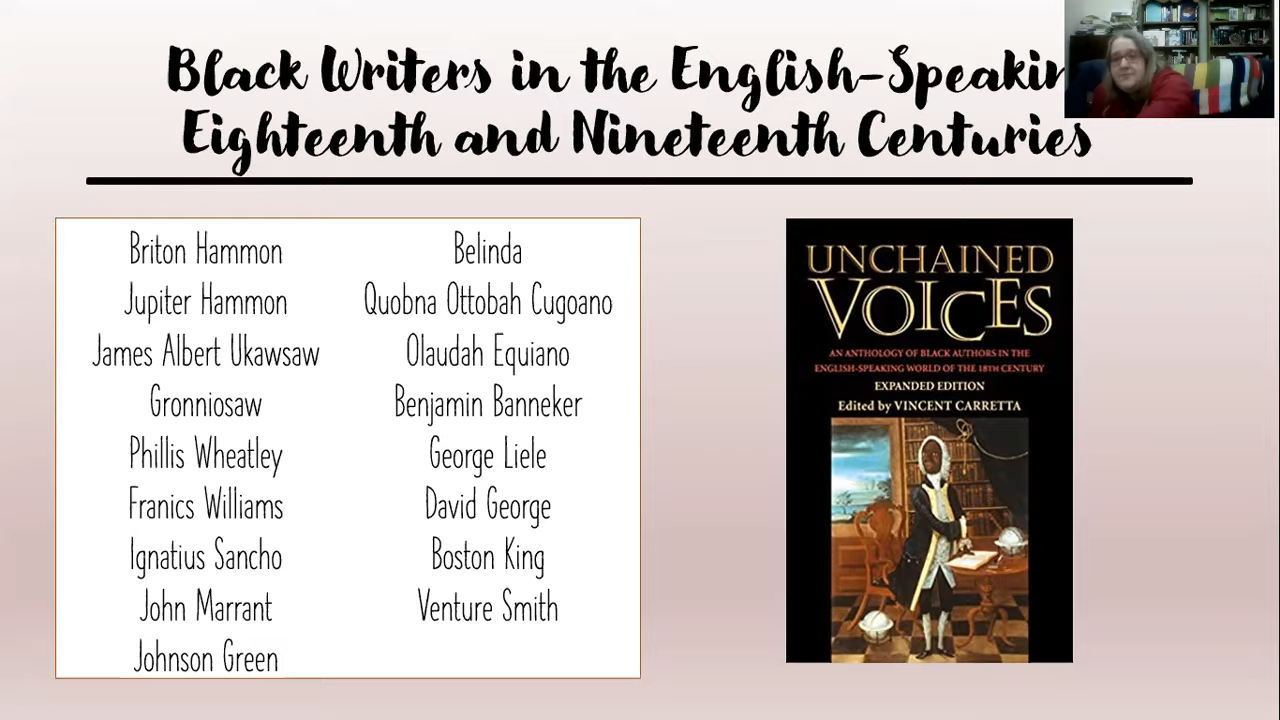 Black Writers in the English-Speakin
Eighteenth and Nineteenth Centuries
Briton Hammon
Jupiter Hammon
James Albert Ukawsaw
Gronniosaw
Phillis Wheatley
Franics Williams
Ignatius Sancho
John Marrant
Johnson Green
Belinda
Quobna Ottobah Cugoano
Olaudah Equiano
Benjamin Banneker
George Liele
David George
Boston King
Venture Smith
UNCHAINED
VOICES
AN ANTHOLOGY OF BLACK AUTHORS IN THE
ENGLISH-SPEAKING WORLD OF THE 18TH CENTURY
EXPANDED EDITION
Edited by VINCENT CARRETTA